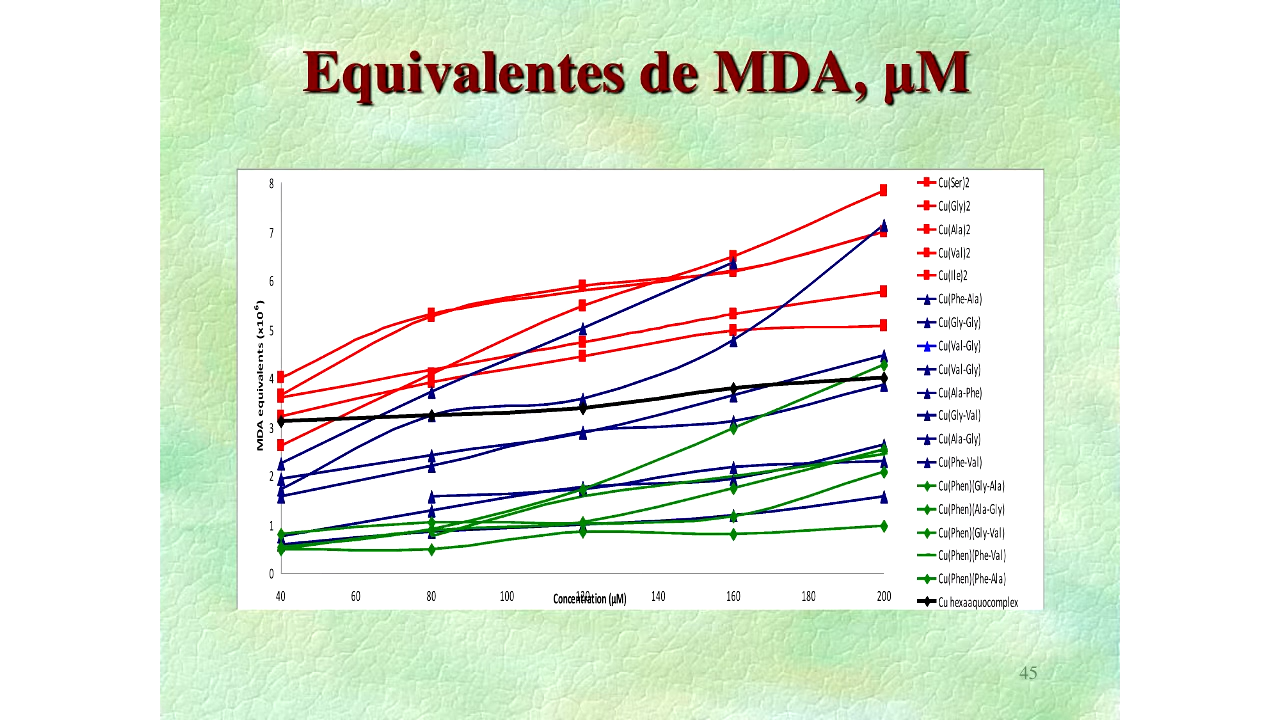 Equivalentes de MDA, µM
MDA equivalents (x10⁶)
8
7
6
5
4
3
2
1
0
40 60 80 100 120 140 160 180 200
Concentration (µM)
Cu(Ser)2
Cu(Gly)2
Cu(Ala)2
Cu(Val)2
Cu(Ile)2
Cu(Phe-Ala)
Cu(Gly-Gly)
Cu(Val-Gly)
Cu(Val-Gly)
Cu(Ala-Phe)
Cu(Gly-Val)
Cu(Ala-Gly)
Cu(Phe-Val)
Cu(Phen)(Gly-Ala)
Cu(Phen)(Ala-Gly)
Cu(Phen)(Gly-Val)
Cu(Phen)(Phe-Val)
Cu(Phen)(Phe-Ala)
Cu hexaaquocomplex
45